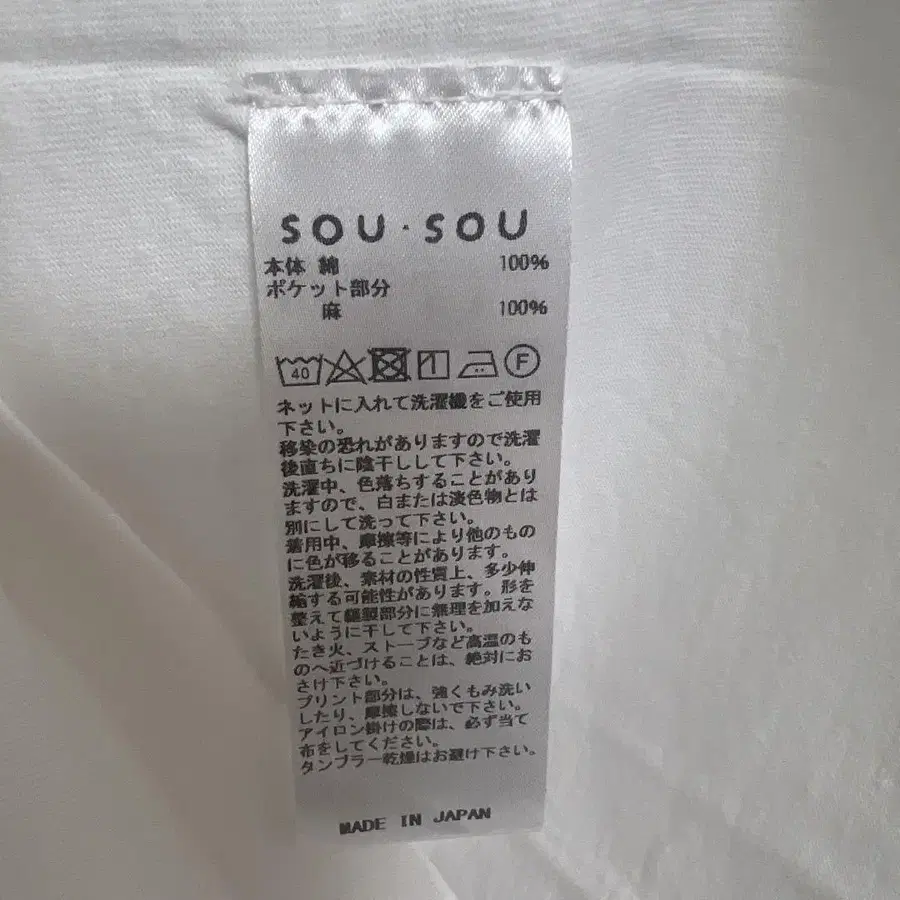 SOU・SOU
本体 綿 100%
ポケット部分
麻 100%
40 F
ネットに入れて洗濯機をご使用
下さい。
移染の恐れがありますので洗濯
後直ちに陰干しして下さい。
洗濯中、色落ちすることがあり
ますので、白または淡色物とは
別にして洗って下さい。
着用中、摩擦等により他のもの
に色が移ることがあります。
洗濯後、素材の性質上、多少伸
縮する可能性があります。形を
整えて縫製部分に無理を加えな
いように干して下さい。
たき火、ストーブなど高温のも
のへ近づけることは、絶対にお
さけ下さい。
プリント部分は、強くもみ洗い
したり、摩擦しないで下さい。
アイロン掛けの際は、必ず当て
布をしてください。
タンブラー乾燥はお避け下さい。
MADE IN JAPAN